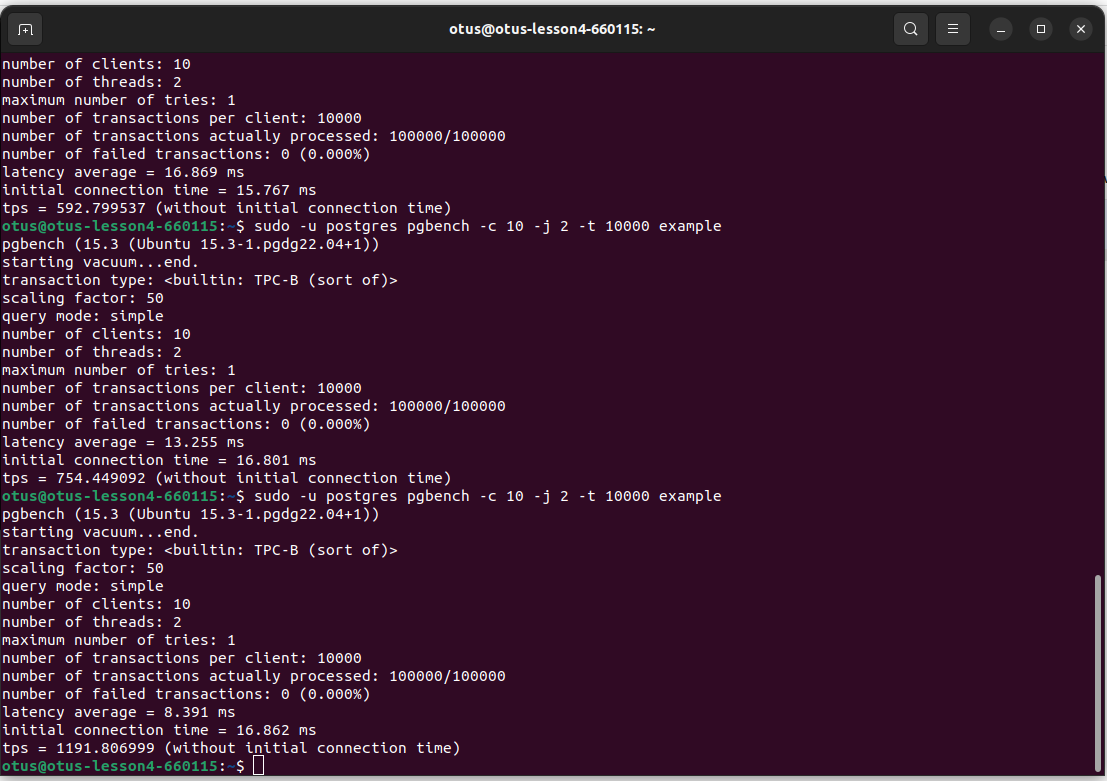 otus@otus-lesson4-660115: ~
number of clients: 10
number of threads: 2
maximum number of tries: 1
number of transactions per client: 10000
number of transactions actually processed: 100000/100000
number of failed transactions: 0 (0.000%)
latency average = 16.869 ms
initial connection time = 15.767 ms
tps = 592.799537 (without initial connection time)
otus@otus-lesson4-660115:~$ sudo -u postgres pgbench -c 10 -j 2 -t 10000 example
pgbench (15.3 (Ubuntu 15.3-1.pgdg22.04+1))
starting vacuum...end.
transaction type: <builtin: TPC-B (sort of)>
scaling factor: 50
query mode: simple
number of clients: 10
number of threads: 2
maximum number of tries: 1
number of transactions per client: 10000
number of transactions actually processed: 100000/100000
number of failed transactions: 0 (0.000%)
latency average = 13.255 ms
initial connection time = 16.801 ms
tps = 754.449092 (without initial connection time)
otus@otus-lesson4-660115:~$ sudo -u postgres pgbench -c 10 -j 2 -t 10000 example
pgbench (15.3 (Ubuntu 15.3-1.pgdg22.04+1))
starting vacuum...end.
transaction type: <builtin: TPC-B (sort of)>
scaling factor: 50
query mode: simple
number of clients: 10
number of threads: 2
maximum number of tries: 1
number of transactions per client: 10000
number of transactions actually processed: 100000/100000
number of failed transactions: 0 (0.000%)
latency average = 8.391 ms
initial connection time = 16.862 ms
tps = 1191.806999 (without initial connection time)
otus@otus-lesson4-660115:~$